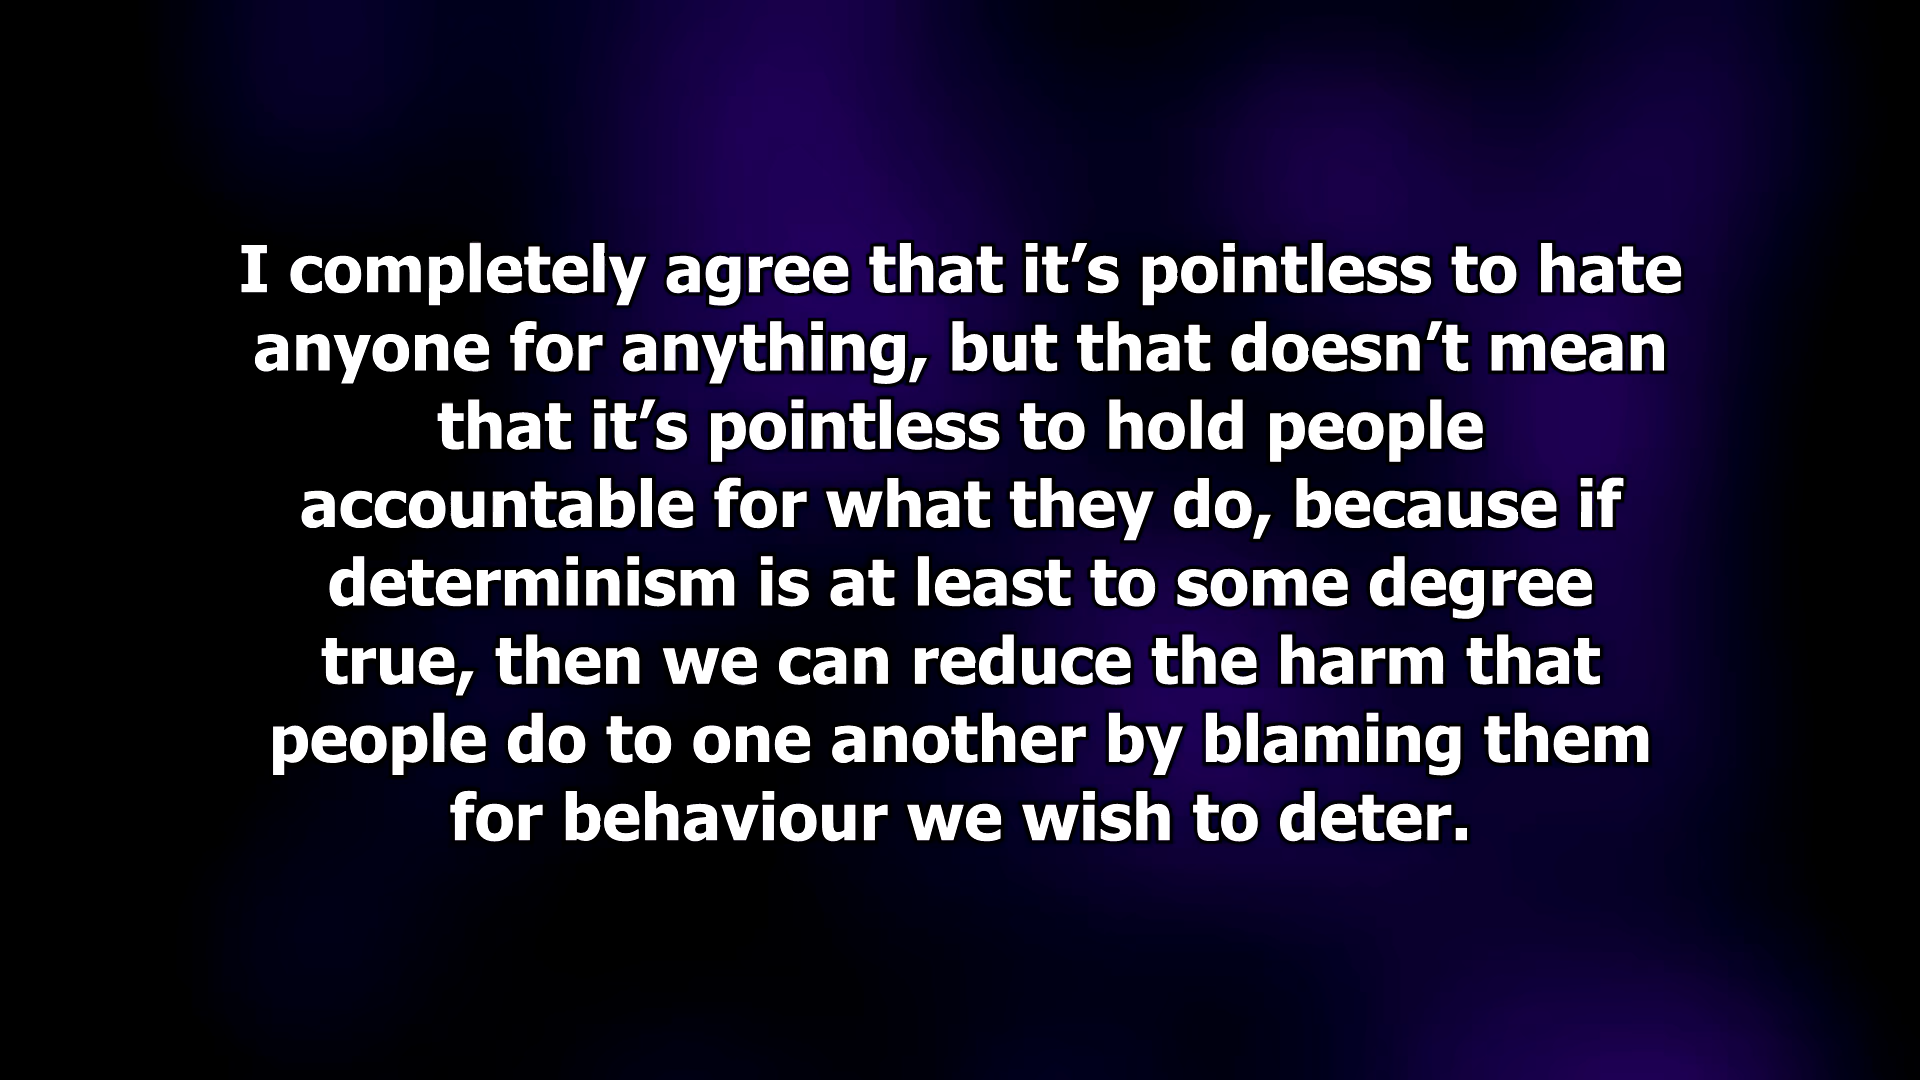 I completely agree that it’s pointless to hate
anyone for anything, but that doesn’t mean
that it’s pointless to hold people
accountable for what they do, because if
determinism is at least to some degree
true, then we can reduce the harm that
people do to one another by blaming them
for behaviour we wish to deter.